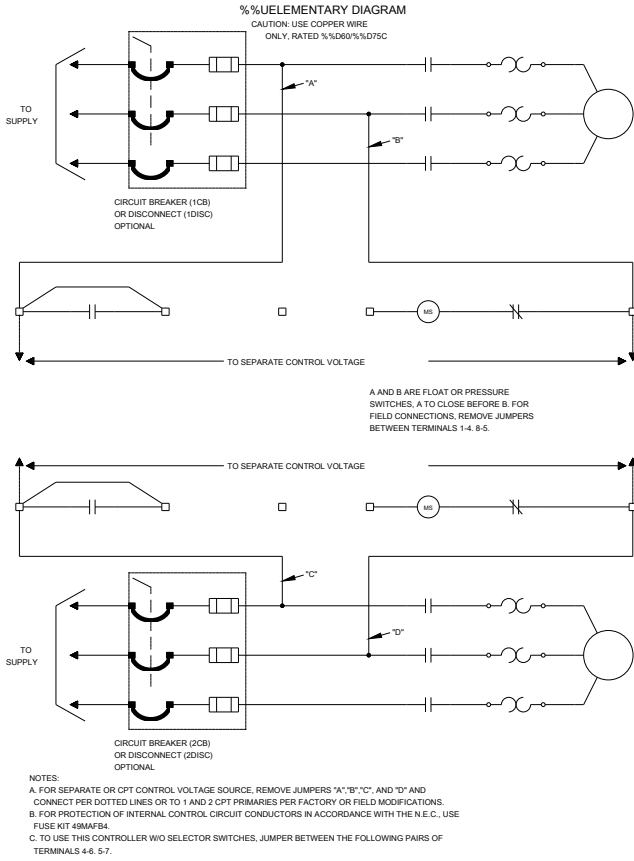 %%UELEMENTARY DIAGRAM
CAUTION: USE COPPER WIRE
ONLY, RATED %%D60/%%D75C
"A"
TO
SUPPLY
"B"
CIRCUIT BREAKER (1CB)
OR DISCONNECT (1DISC)
OPTIONAL
MS
TO SEPARATE CONTROL VOLTAGE
A AND B ARE FLOAT OR PRESSURE
SWITCHES, A TO CLOSE BEFORE B. FOR
FIELD CONNECTIONS, REMOVE JUMPERS
BETWEEN TERMINALS 1-4. 8-5.
TO SEPARATE CONTROL VOLTAGE
MS
"C"
"D"
TO
SUPPLY
CIRCUIT BREAKER (2CB)
OR DISCONNECT (2DISC)
OPTIONAL
NOTES:
A. FOR SEPARATE OR CPT CONTROL VOLTAGE SOURCE, REMOVE JUMPERS "A","B","C", AND "D" AND
CONNECT PER DOTTED LINES OR TO 1 AND 2 CPT PRIMARIES PER FACTORY OR FIELD MODIFICATIONS.
B. FOR PROTECTION OF INTERNAL CONTROL CIRCUIT CONDUCTORS IN ACCORDANCE WITH THE N.E.C., USE
FUSE KIT 49MAFB4.
C. TO USE THIS CONTROLLER W/O SELECTOR SWITCHES, JUMPER BETWEEN THE FOLLOWING PAIRS OF
TERMINALS 4-6. 5-7.